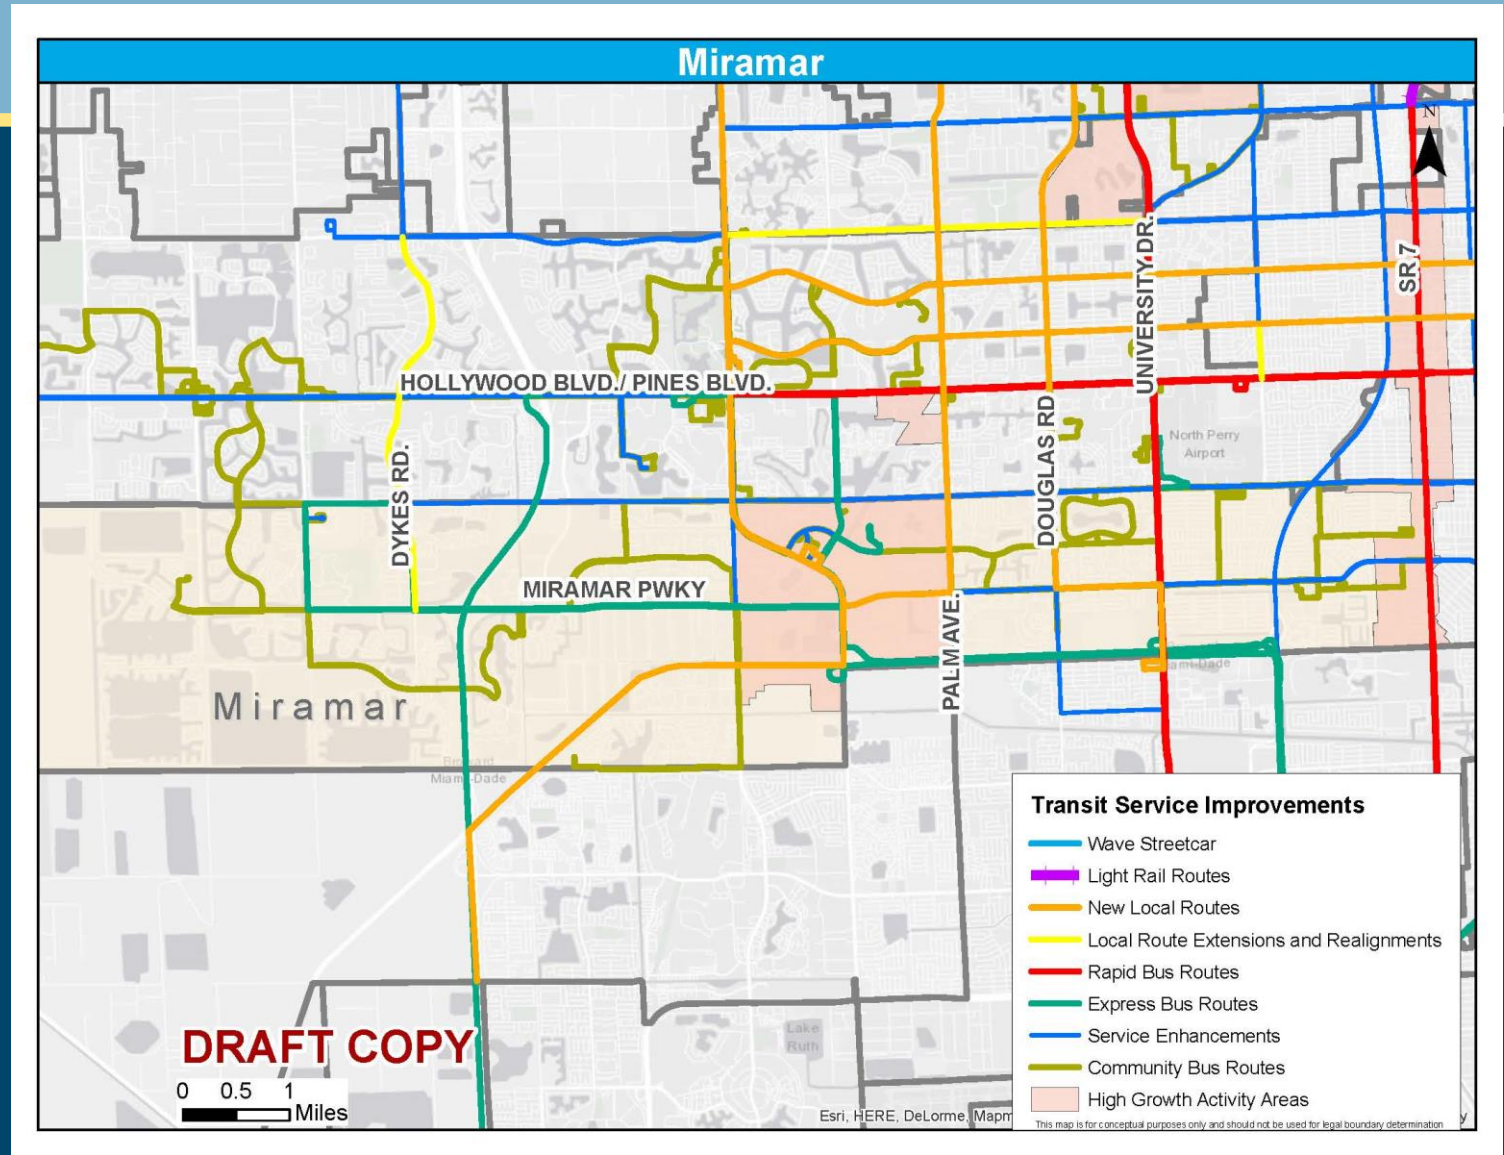 Miramar
N
SR 7
UNIVERSITY DR.
HOLLYWOOD BLVD./ PINES BLVD.
DOUGLAS RD
North Perry
Airport
DYKES RD.
MIRAMAR PWKY
PALM AVE.
Miramar
Miami-Dade
Broward
Miami-Dade
Transit Service Improvements
Wave Streetcar
Light Rail Routes
New Local Routes
Local Route Extensions and Realignments
Rapid Bus Routes
Express Bus Routes
Service Enhancements
Community Bus Routes
High Growth Activity Areas
This map is for conceptual purposes only and should not be used for legal boundary determination
Lake
Ruth
DRAFT COPY
0 0.5 1
Miles
Esri, HERE, DeLorme, Mapm